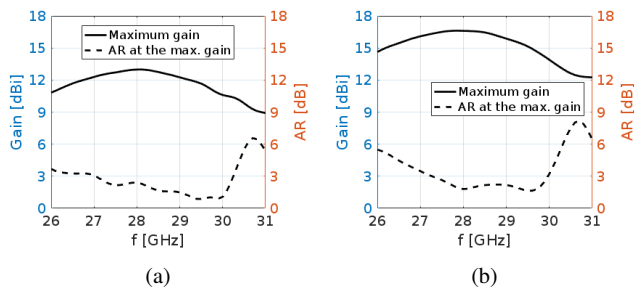 18 18
15 15
12 12
9 9
6 6
3 3
0 0
Gain [dBi]
AR [dB]
Maximum gain
AR at the max. gain
26 27 28 29 30 31
f [GHz]
(a)
18 18
15 15
12 12
9 9
6 6
3 3
0 0
Gain [dBi]
AR [dB]
Maximum gain
AR at the max. gain
26 27 28 29 30 31
f [GHz]
(b)